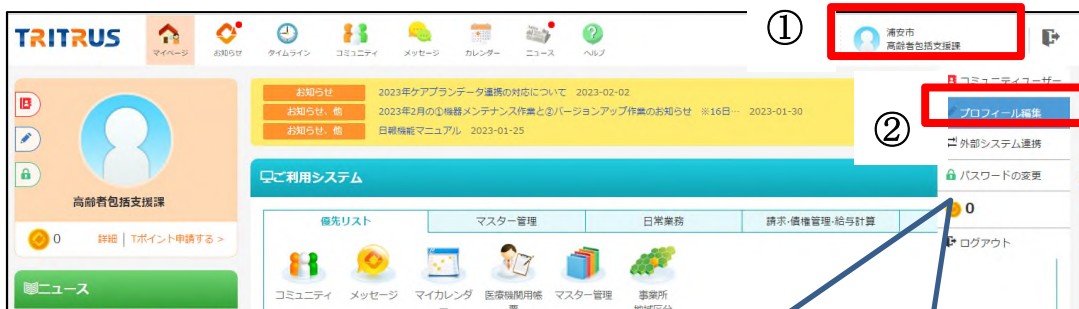 TRITRUS
マイページ
お知らせ
タイムライン
コミュニティ
メッセージ
カレンダー
ニュース
ヘルプ
①
浦安市
高齢者包括支援課
お知らせ 2023年ケアプランデータ連携の対応について 2023-02-02
お知らせ、他 2023年2月の①機器メンテナンス作業と②バージョンアップ作業のお知らせ ※16日… 2023-01-30
お知らせ、他 日報機能マニュアル 2023-01-25
コミュニティユーザー
②
プロフィール編集
外部システム連携
パスワードの変更
0
ログアウト
高齢者包括支援課
0 詳細 | Tポイント申請する >
ニュース
ご利用システム
優先リスト
マスター管理
日常業務
請求・債権管理・給与計算
コミュニティ
メッセージ
マイカレンダー
医療機関用帳票
マスター管理
事業所
地域区分